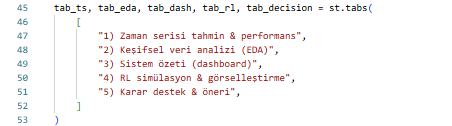 45 tab_ts, tab_eda, tab_dash, tab_rl, tab_decision = st.tabs(
46     [
47         "1) Zaman serisi tahmin & performans",
48         "2) Keşifsel veri analizi (EDA)",
49         "3) Sistem özeti (dashboard)",
50         "4) RL simülasyon & görselleştirme",
51         "5) Karar destek & öneri",
52     ]
53 )